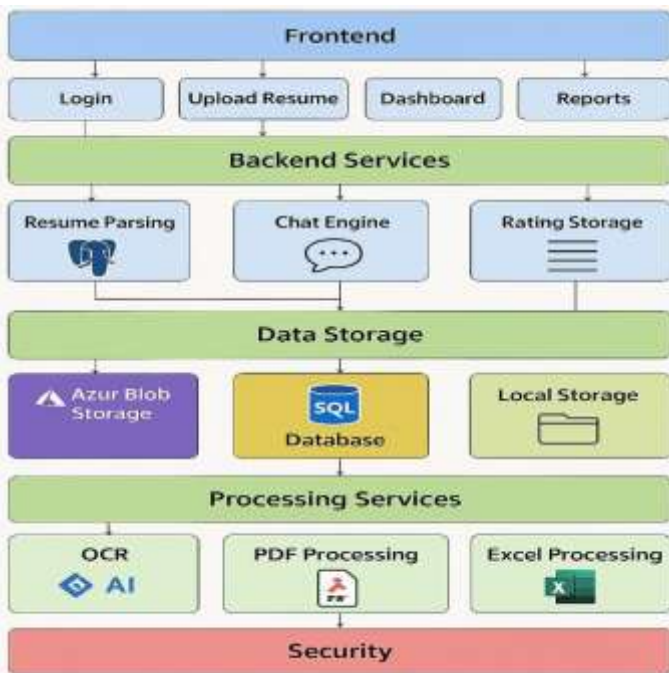 Frontend
Login
Upload Resume
Dashboard
Reports
Backend Services
Resume Parsing
Chat Engine
Rating Storage
Data Storage
Azur Blob
Storage
SQL
Database
Local Storage
Processing Services
OCR
AI
PDF Processing
Excel Processing
X
Security